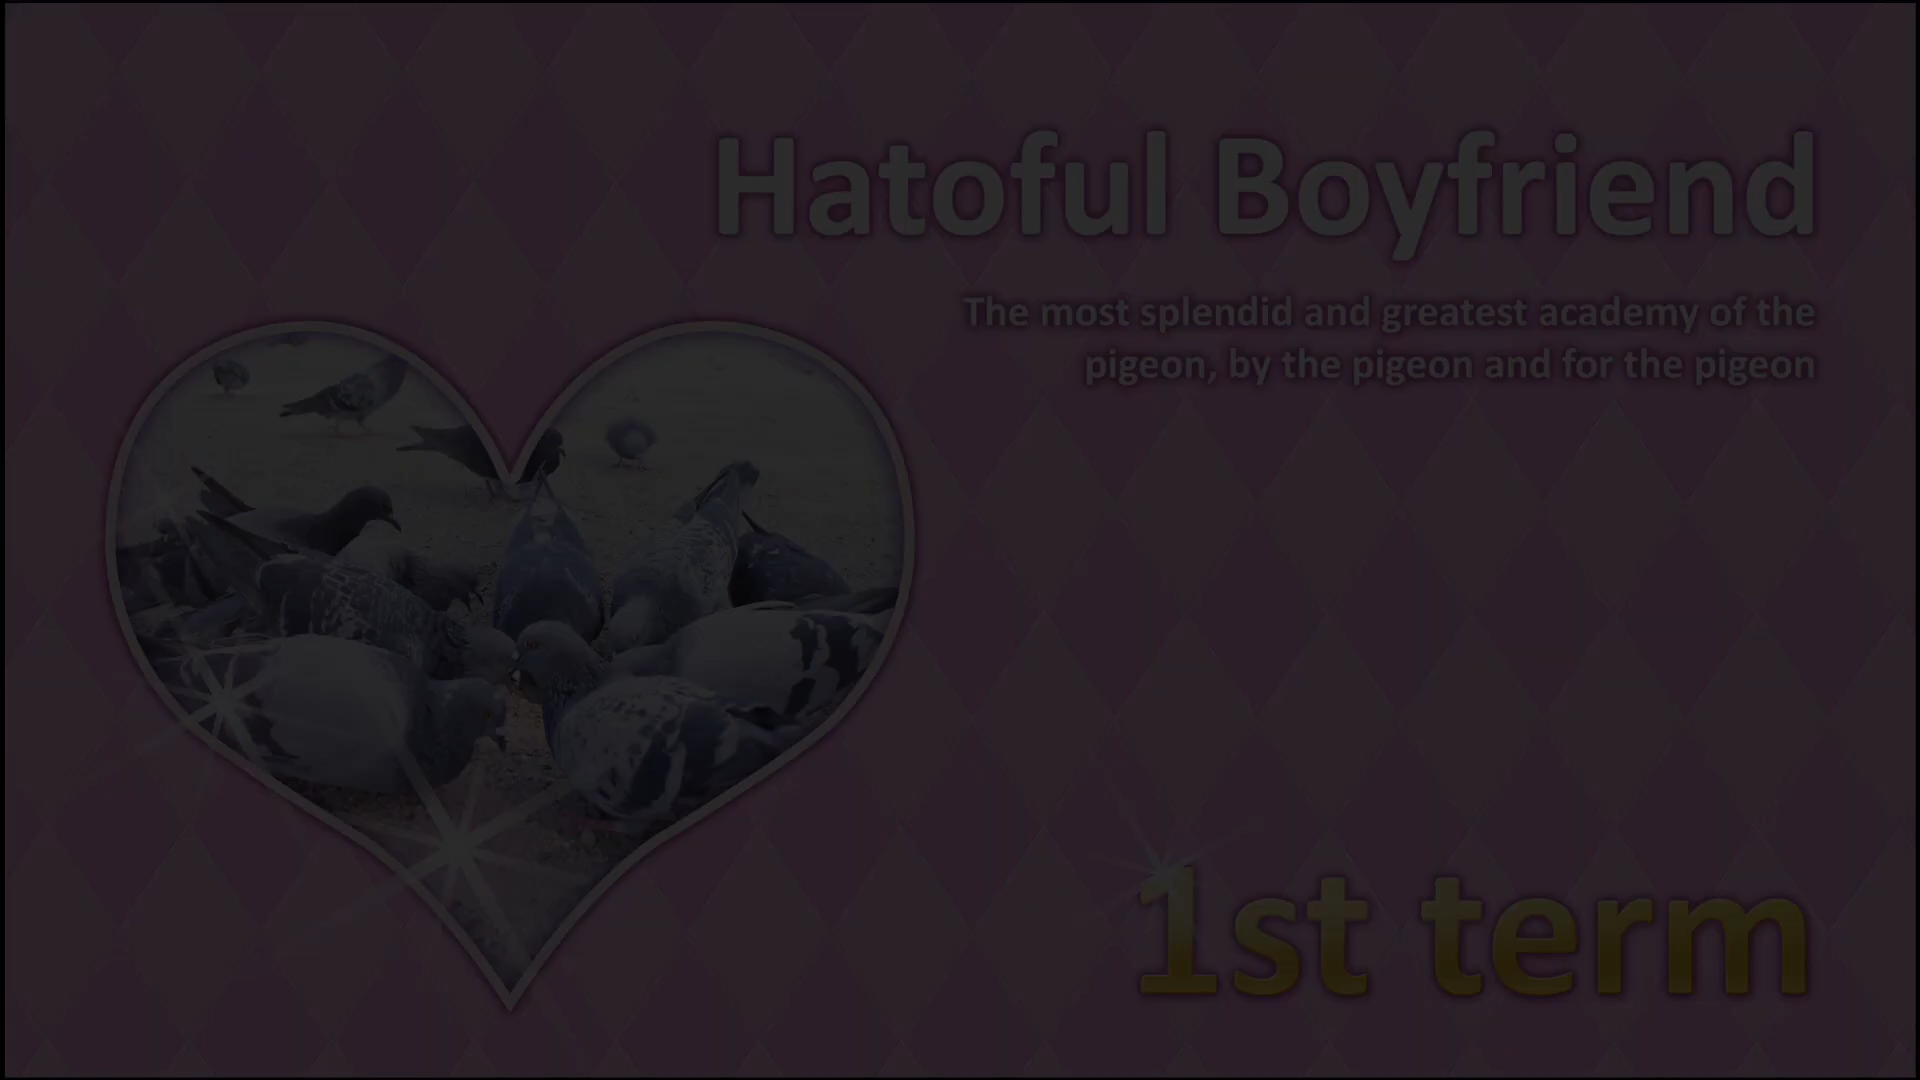 Hatoful Boyfriend
The most splendid and greatest academy of the
pigeon, by the pigeon and for the pigeon
1st term